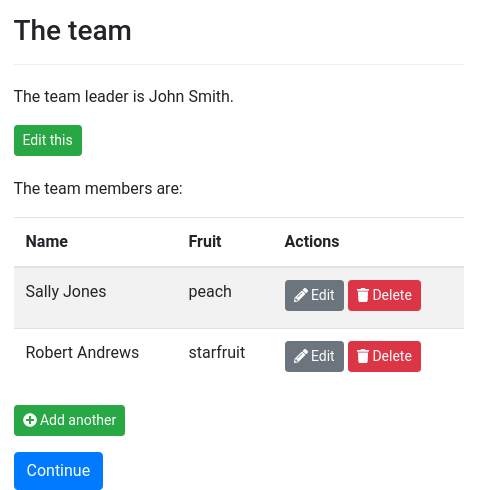 The team
The team leader is John Smith.
Edit this
The team members are:
Name Fruit Actions
Sally Jones peach Edit Delete
Robert Andrews starfruit Edit Delete
Add another
Continue